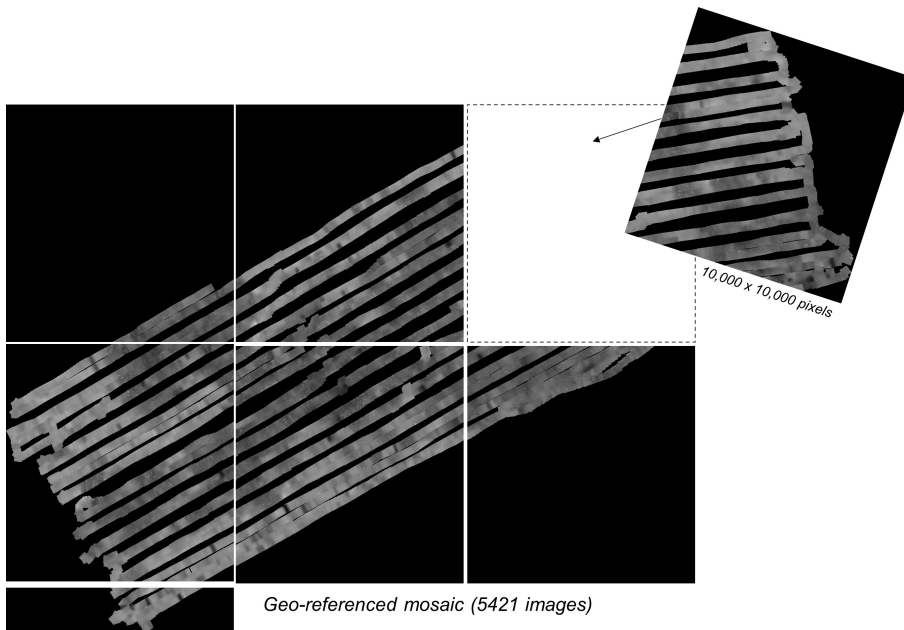 10,000 x 10,000 pixels
Geo-referenced mosaic (5421 images)